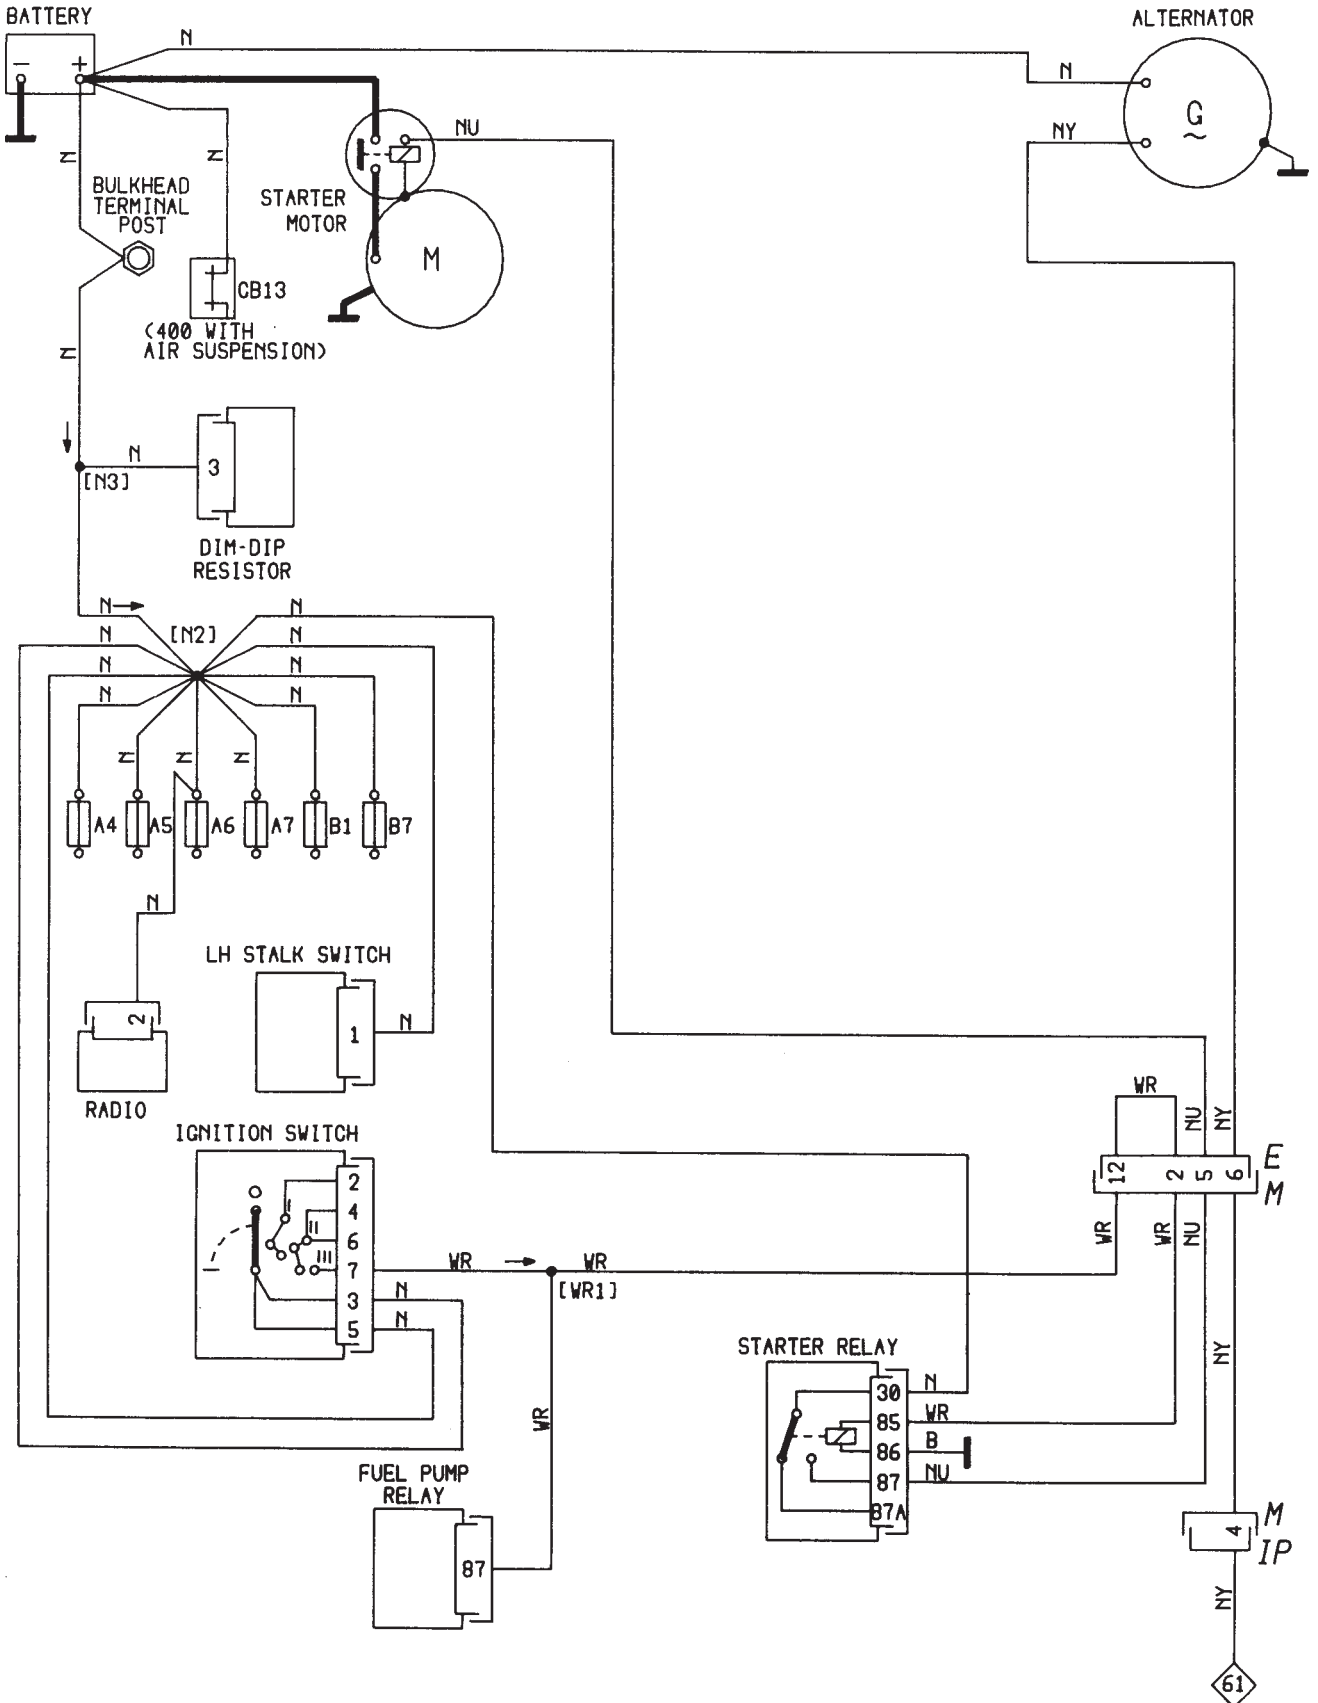 BATTERY
ALTERNATOR
N
− +
N
G
~
NU
NY
N
N
BULKHEAD
TERMINAL
POST
STARTER
MOTOR
M
CB13
(400 WITH
AIR SUSPENSION)
N
N
3
[N3]
DIM-DIP
RESISTOR
N
N
[N2]
N
N
N
N
N
N
N
N
N
A4
A5
A6
A7
B1
B7
N
LH STALK SWITCH
1
N
2
RADIO
WR
NU
NY
IGNITION SWITCH
E
12
2
5
6
M
2
I
4
II
6
III
7
WR
WR
WR
WR
NU
[WR1]
3
N
5
N
STARTER RELAY
NY
30
N
85
WR
86
B
87
NU
87A
WR
FUEL PUMP
RELAY
87
M
4
IP
NY
61